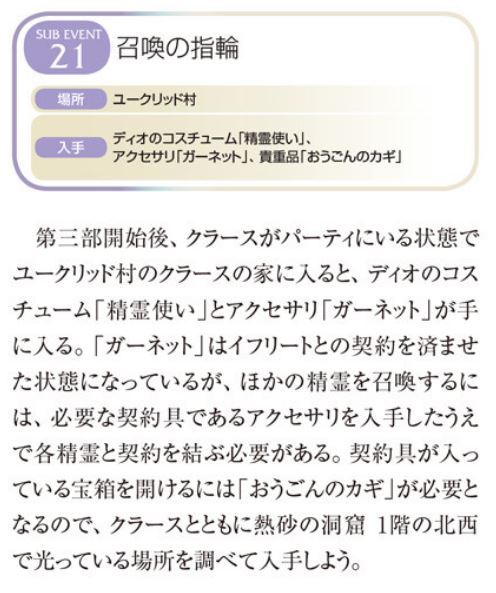 SUB EVENT
21
召喚の指輪
場所
ユークリッド村
入手
ディオのコスチューム「精霊使い」、
アクセサリ「ガーネット」、貴重品「おうごんのカギ」
第三部開始後、クラースがパーティにいる状態で
ユークリッド村のクラースの家に入ると、ディオのコス
チューム「精霊使い」とアクセサリ「ガーネット」が手
に入る。「ガーネット」はイフリートとの契約を済ませ
た状態になっているが、ほかの精霊を召喚するに
は、必要な契約具であるアクセサリを入手したうえ
で各精霊と契約を結ぶ必要がある。契約具が入っ
ている宝箱を開けるには「おうごんのカギ」が必要と
なるので、クラースとともに熱砂の洞窟 1階の北西
で光っている場所を調べて入手しよう。